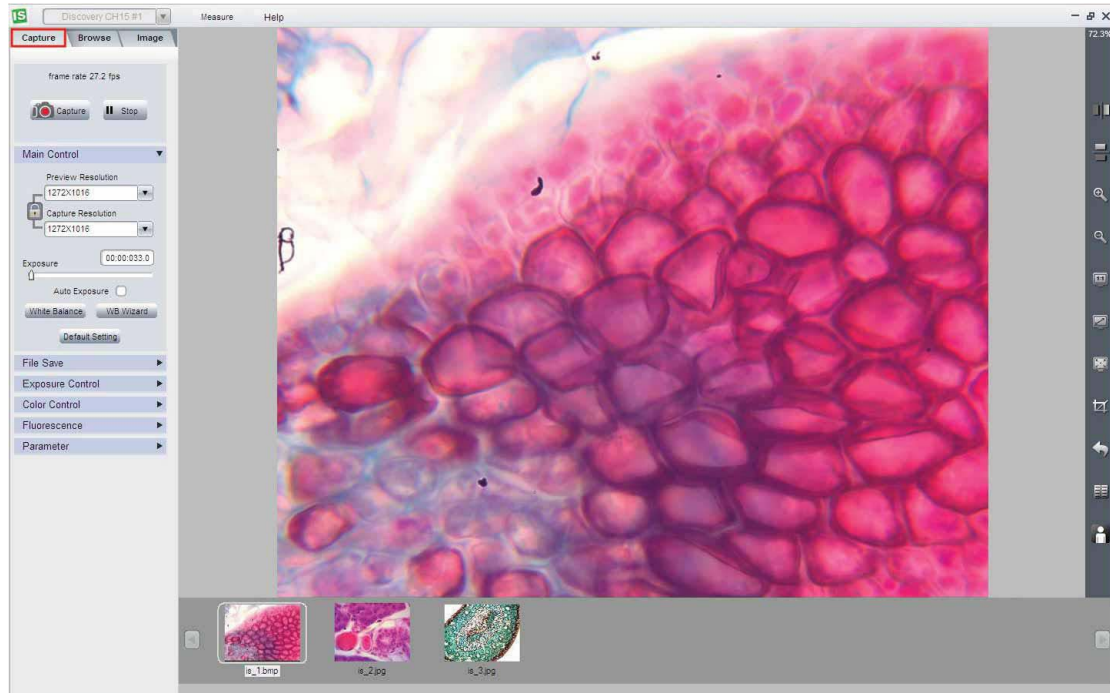 IS
Discovery CH15 #1
Measure
Help
Capture
Browse
Image
72.3%
frame rate 27.2 fps
Capture
Stop
Main Control
Preview Resolution
1272X1016
Capture Resolution
1272X1016
Exposure
00:00:033.0
Auto Exposure
White Balance
WB Wizard
Default Setting
File Save
Exposure Control
Color Control
Fluorescence
Parameter
is_1.bmp
is_2.jpg
is_3.jpg